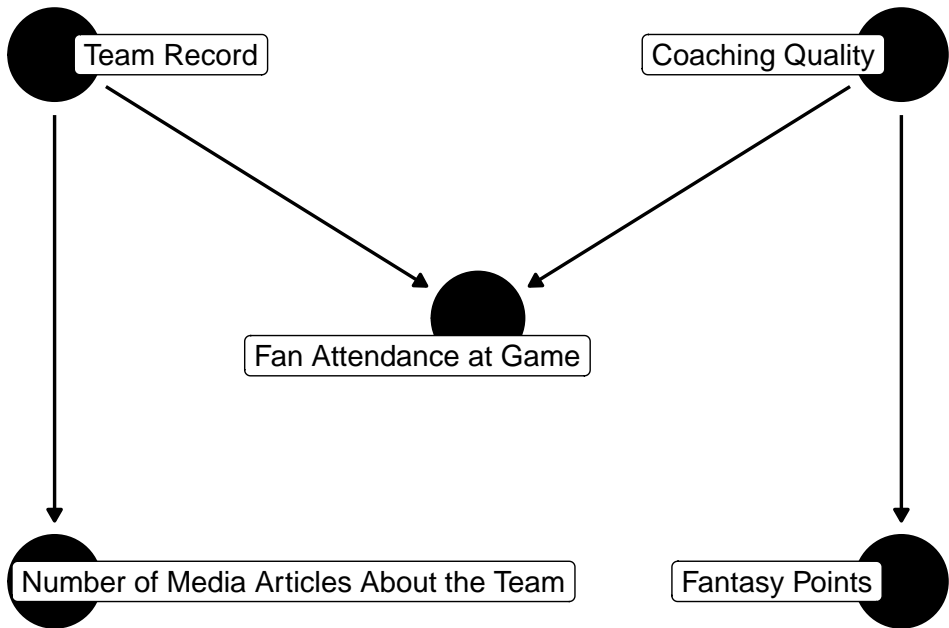 Team Record
Coaching Quality
Fan Attendance at Game
Number of Media Articles About the Team
Fantasy Points